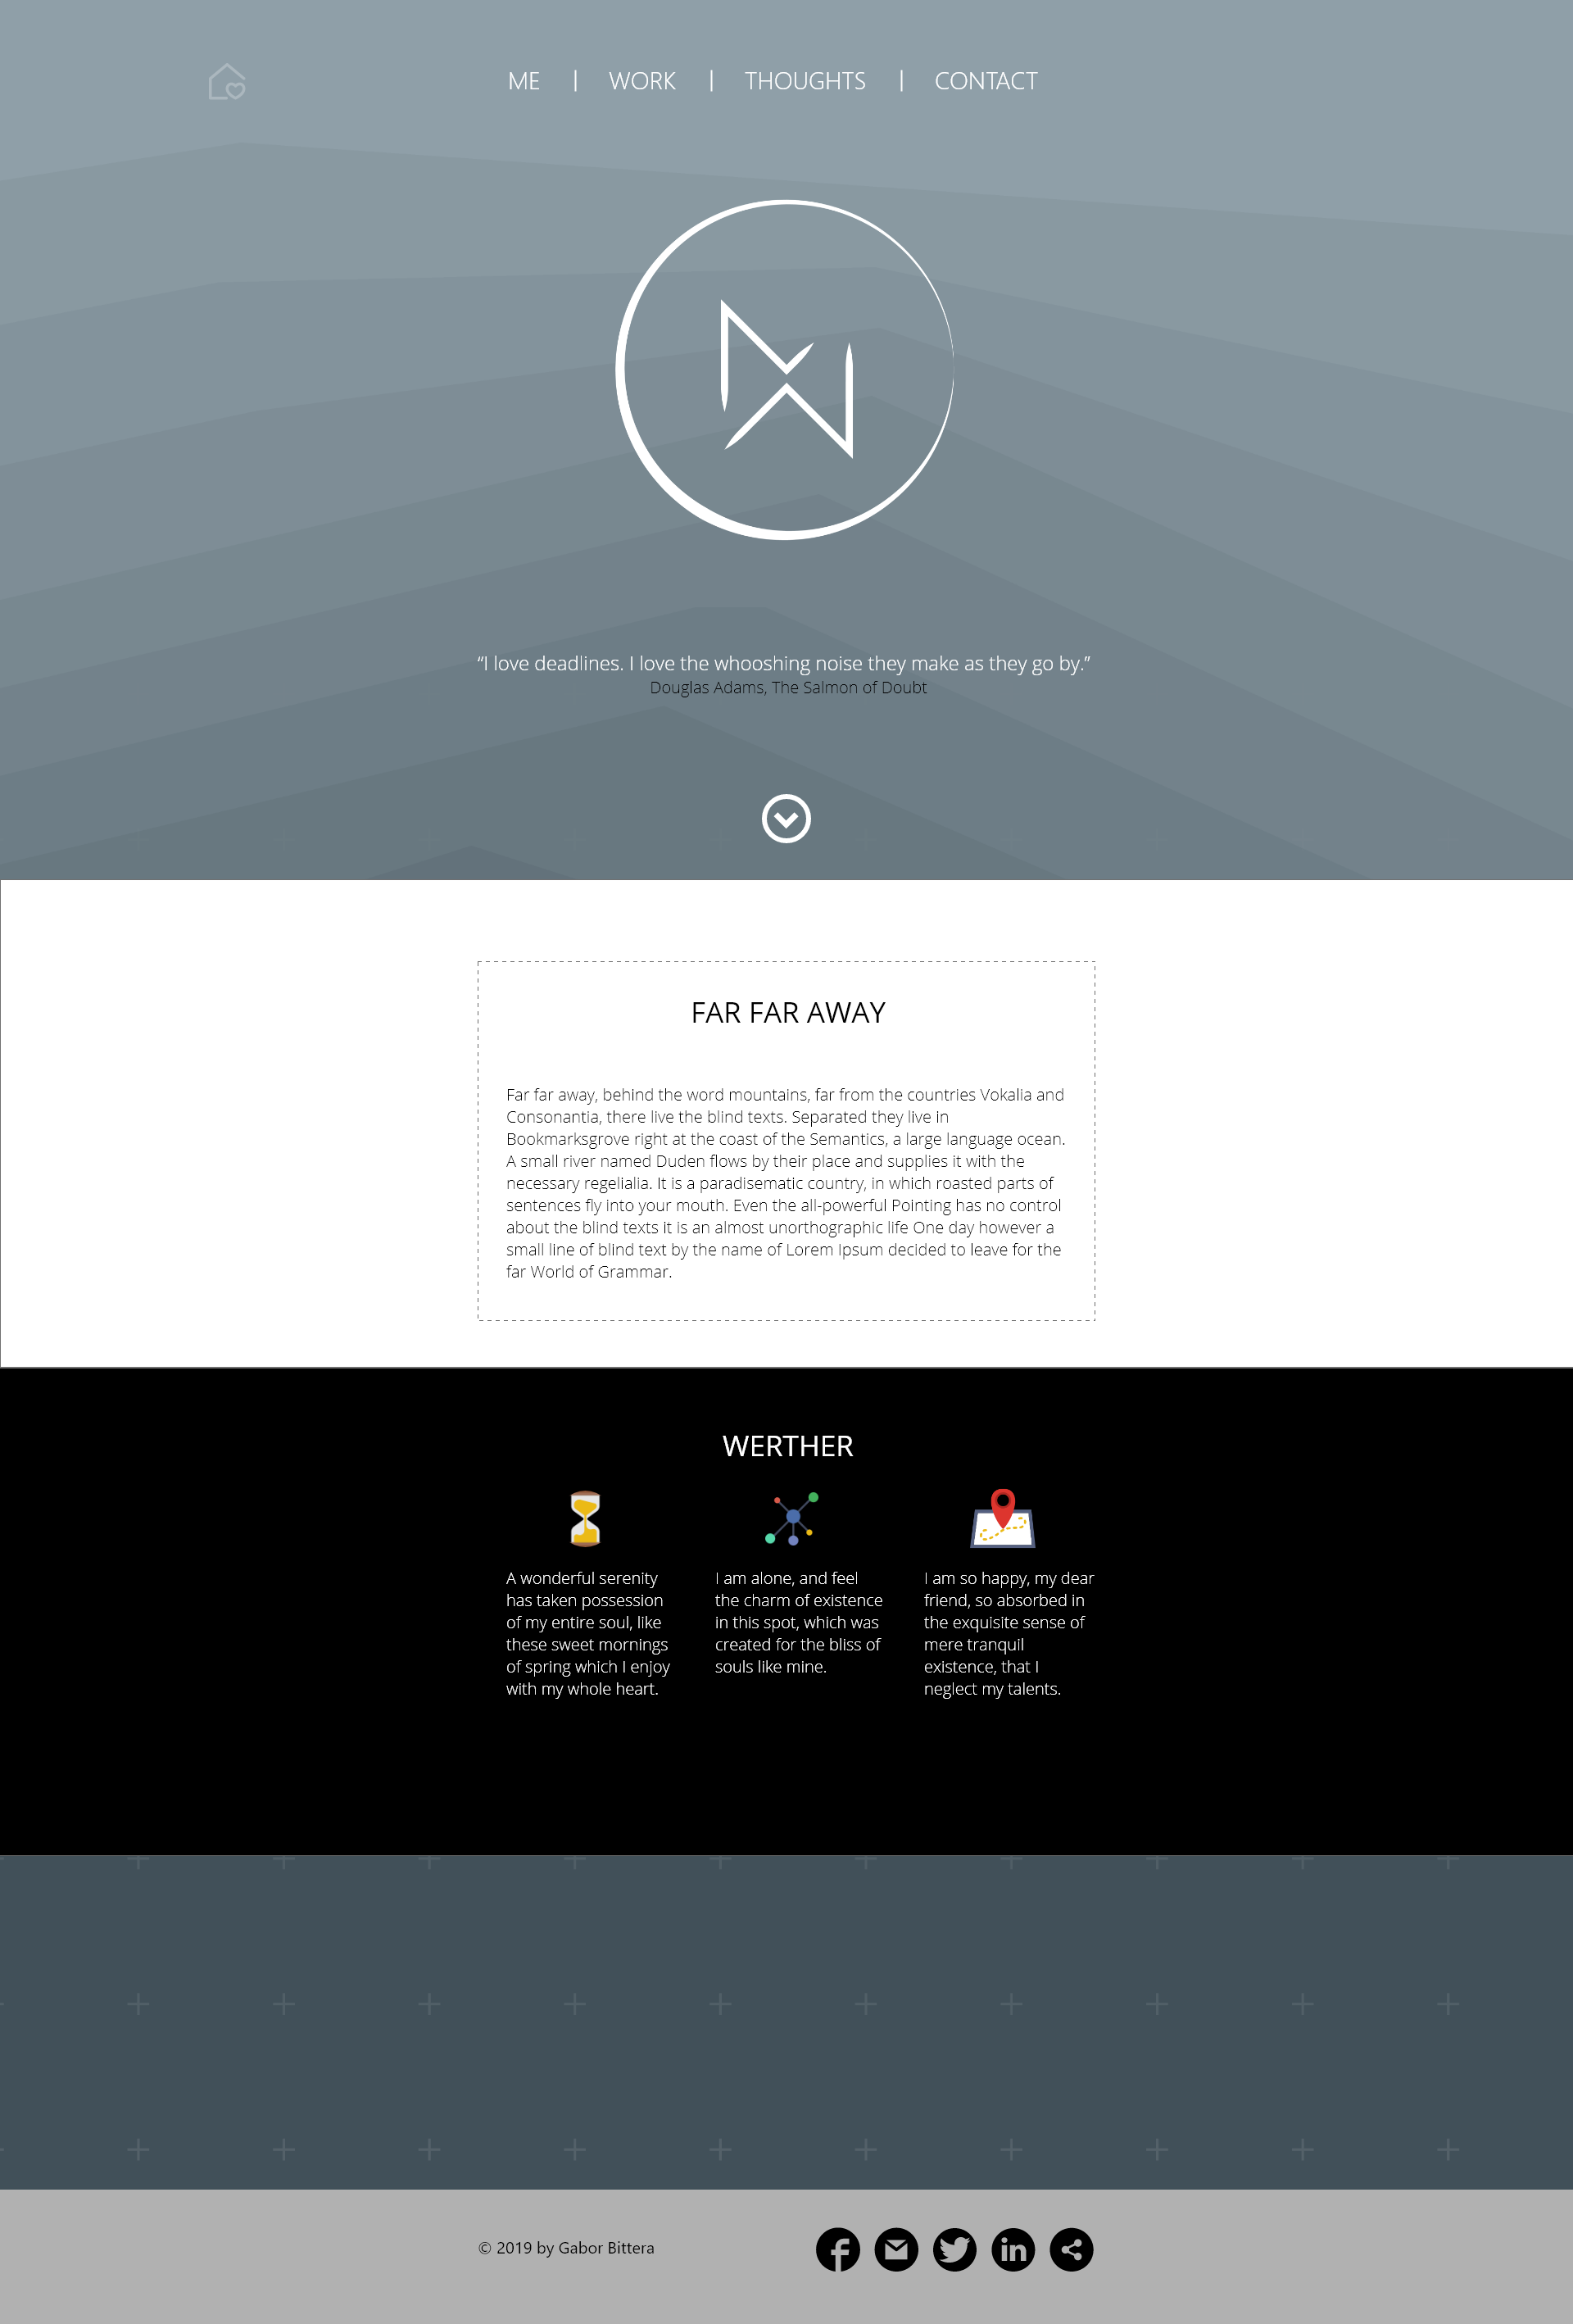 ME | WORK | THOUGHTS | CONTACT
“I love deadlines. I love the whooshing noise they make as they go by.”
Douglas Adams, The Salmon of Doubt
FAR FAR AWAY
Far far away, behind the word mountains, far from the countries Vokalia and
Consonantia, there live the blind texts. Separated they live in
Bookmarksgrove right at the coast of the Semantics, a large language ocean.
A small river named Duden flows by their place and supplies it with the
necessary regelialia. It is a paradisematic country, in which roasted parts of
sentences fly into your mouth. Even the all-powerful Pointing has no control
about the blind texts it is an almost unorthographic life One day however a
small line of blind text by the name of Lorem Ipsum decided to leave for the
far World of Grammar.
WERTHER
A wonderful serenity
has taken possession
of my entire soul, like
these sweet mornings
of spring which I enjoy
with my whole heart.
I am alone, and feel
the charm of existence
in this spot, which was
created for the bliss of
souls like mine.
I am so happy, my dear
friend, so absorbed in
the exquisite sense of
mere tranquil
existence, that I
neglect my talents.
© 2019 by Gabor Bittera